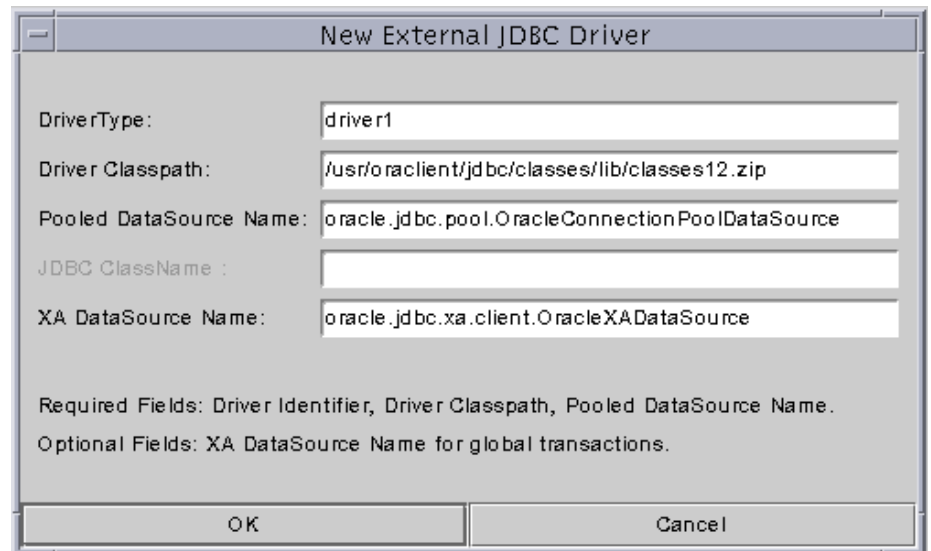 New External JDBC Driver
DriverType: driver1
Driver Classpath: /usr/oraclient/jdbc/classes/lib/classes12.zip
Pooled DataSource Name: oracle.jdbc.pool.OracleConnectionPoolDataSource
JDBC ClassName :
XA DataSource Name: oracle.jdbc.xa.client.OracleXADataSource
Required Fields: Driver Identifier, Driver Classpath, Pooled DataSource Name.
Optional Fields: XA DataSource Name for global transactions.
OK Cancel